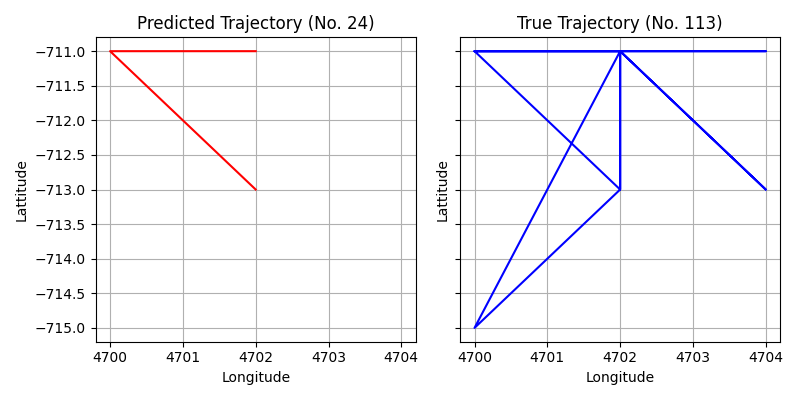 Predicted Trajectory (No. 24)
True Trajectory (No. 113)
Lattitude
−711.0
−711.5
−712.0
−712.5
−713.0
−713.5
−714.0
−714.5
−715.0
4700 4701 4702 4703 4704
Longitude
Lattitude
4700 4701 4702 4703 4704
Longitude